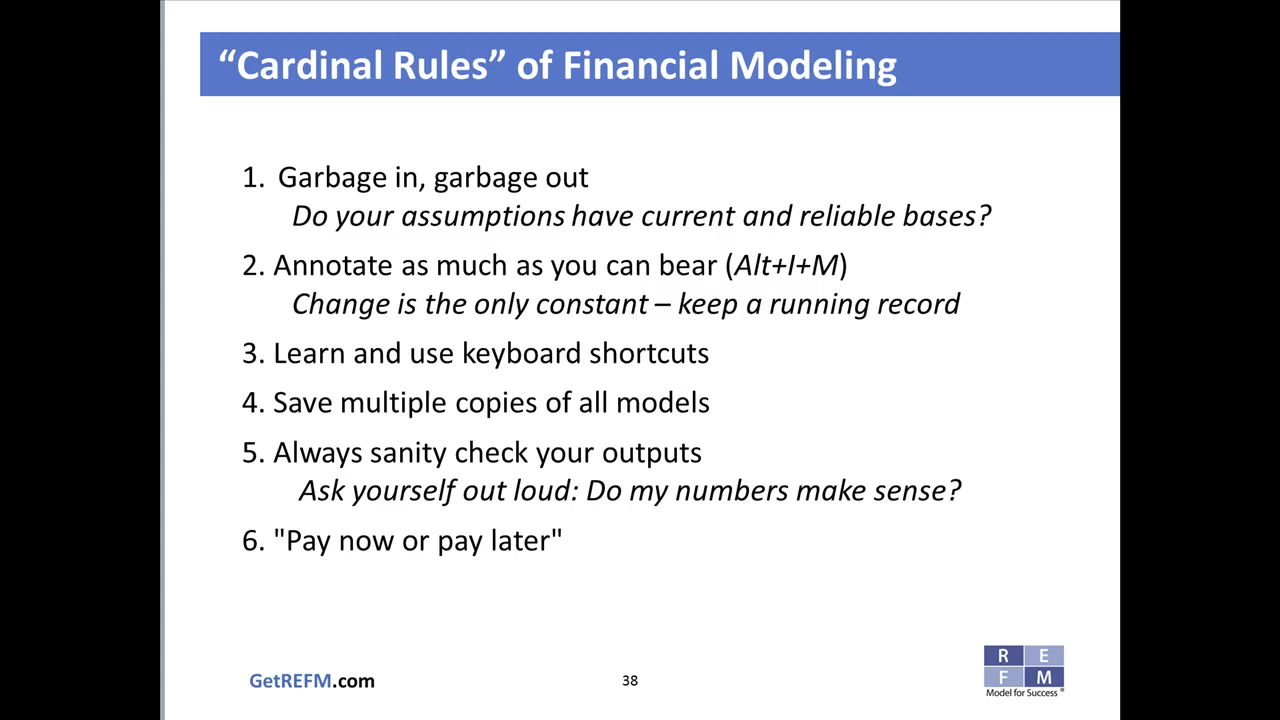 “Cardinal Rules” of Financial Modeling
1. Garbage in, garbage out
Do your assumptions have current and reliable bases?
2. Annotate as much as you can bear (Alt+I+M)
Change is the only constant – keep a running record
3. Learn and use keyboard shortcuts
4. Save multiple copies of all models
5. Always sanity check your outputs
Ask yourself out loud: Do my numbers make sense?
6. "Pay now or pay later"
GetREFM.com
38
R E
F M
Model for Success ®